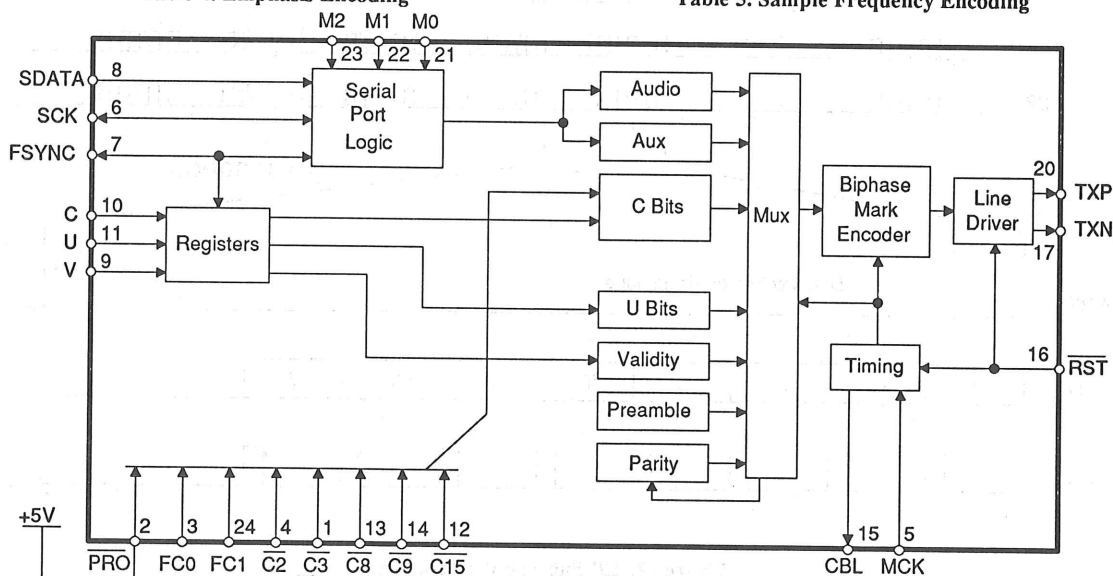 Table 5. Sample Frequency Encoding
M2 M1 M0
23 22 21
SDATA 8
SCK 6
FSYNC 7
Serial
Port
Logic
Audio
Aux
C Bits
C 10
U 11
V 9
Registers
U Bits
Validity
Preamble
Parity
Mux
Biphase
Mark
Encoder
Line
Driver
20 TXP
TXN
17
Timing
16 RST
+5V
2 3 24 4 1 13 14 12
PRO FC0 FC1 C2 C3 C8 C9 C15
15 5
CBL MCK